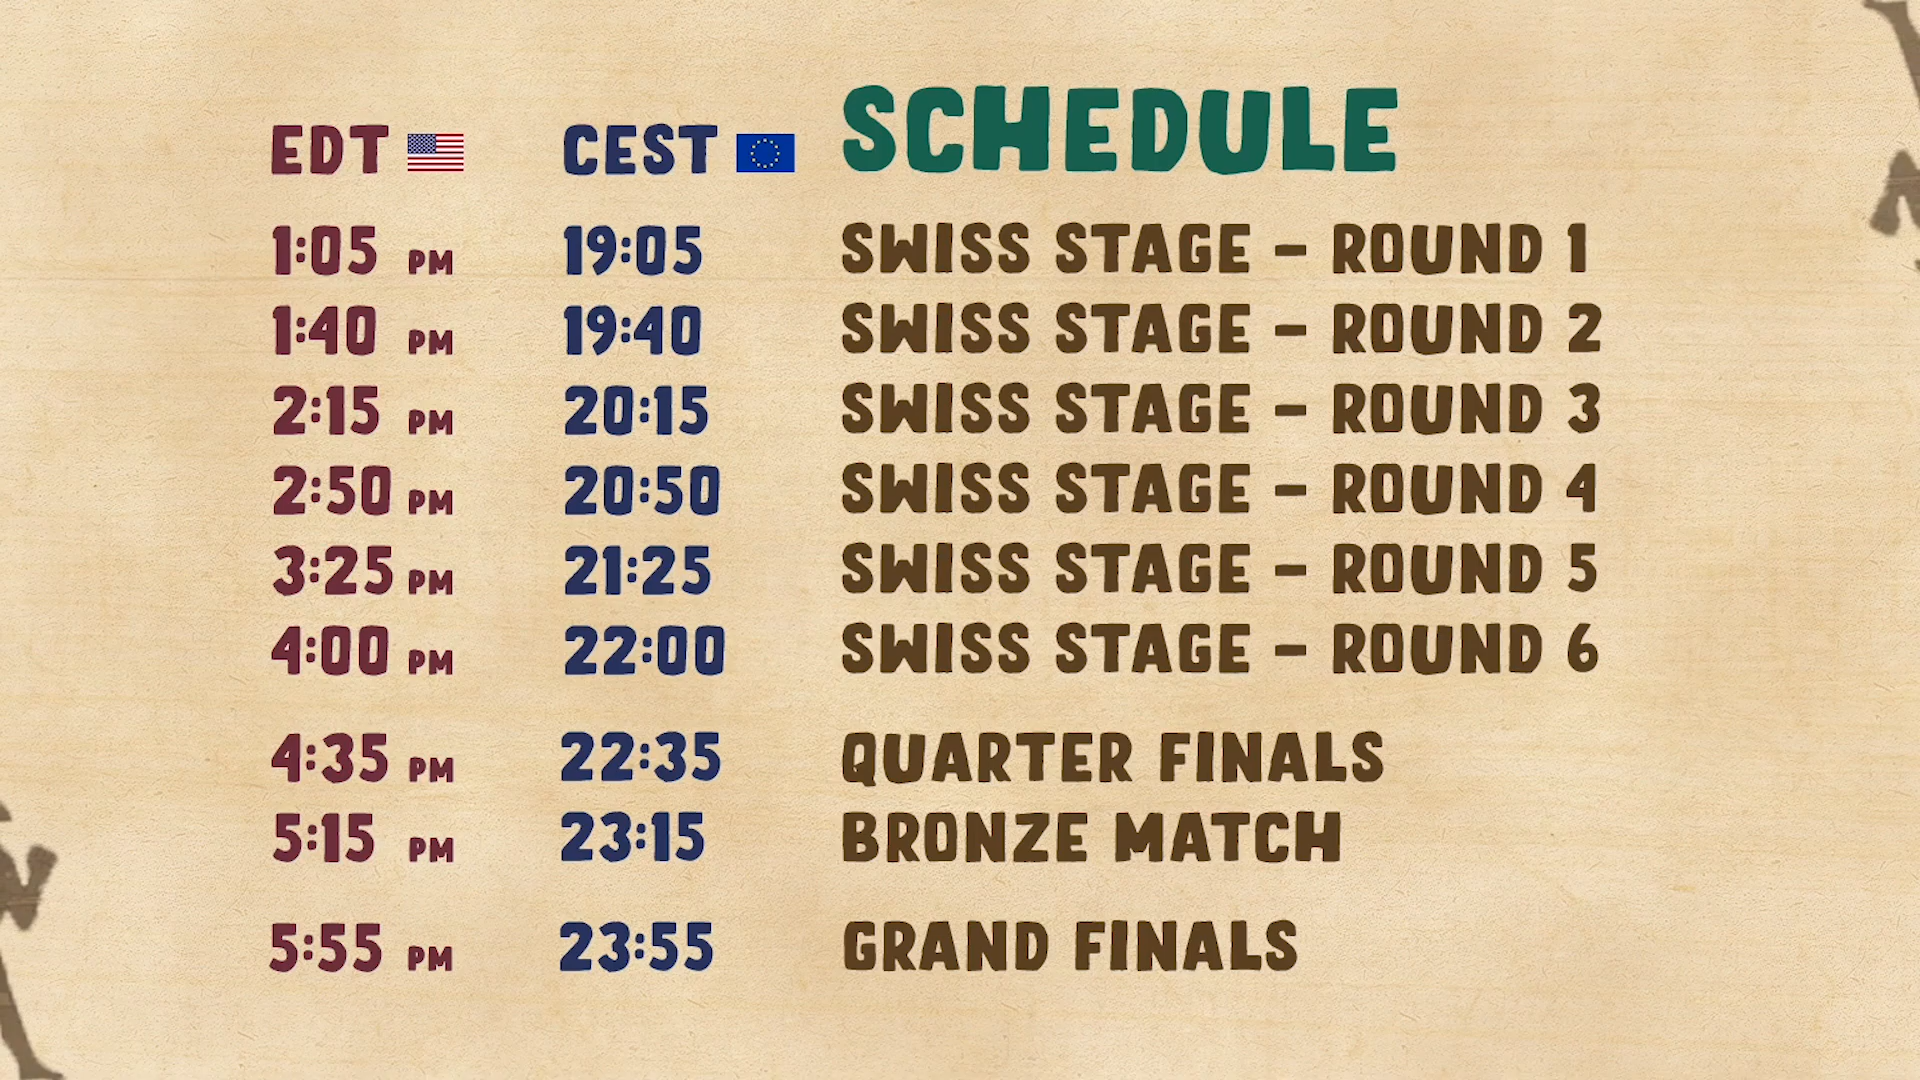 EDT CEST SCHEDULE
1:05 PM 19:05 SWISS STAGE - ROUND 1
1:40 PM 19:40 SWISS STAGE - ROUND 2
2:15 PM 20:15 SWISS STAGE - ROUND 3
2:50 PM 20:50 SWISS STAGE - ROUND 4
3:25 PM 21:25 SWISS STAGE - ROUND 5
4:00 PM 22:00 SWISS STAGE - ROUND 6
4:35 PM 22:35 QUARTER FINALS
5:15 PM 23:15 BRONZE MATCH
5:55 PM 23:55 GRAND FINALS